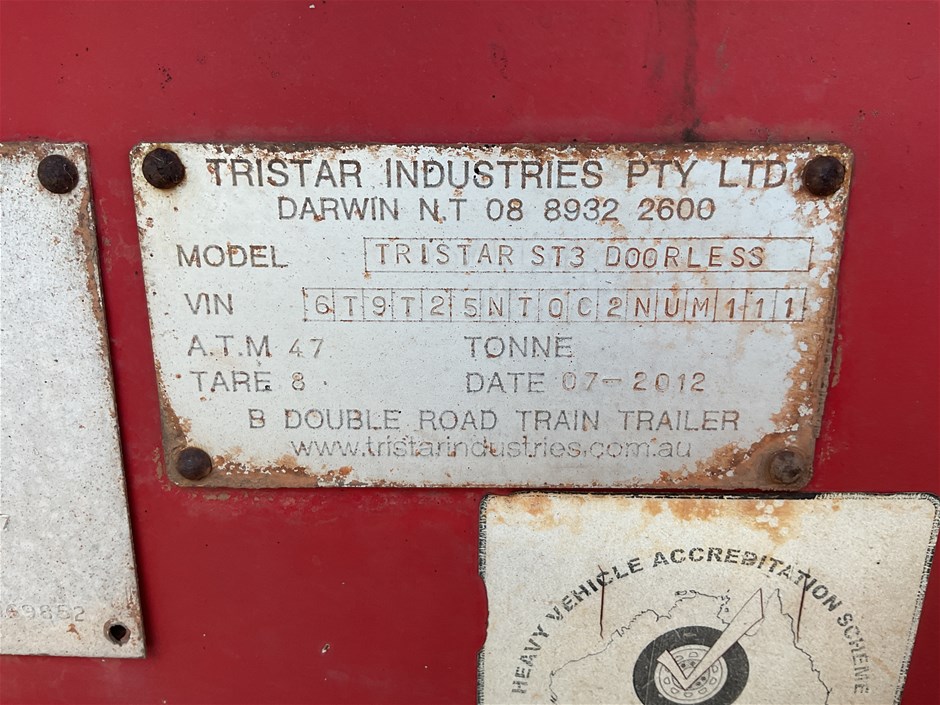 TRISTAR INDUSTRIES PTY LTD
DARWIN N.T 08 8932 2600
MODEL TRISTAR ST3 DOORLESS
VIN 6T9T25NT0C2NUM111
A.T.M 47 TONNE
TARE 8 DATE 07-2012
B DOUBLE ROAD TRAIN TRAILER
www.tristarindustries.com.au
HEAVY VEHICLE ACCREDITATION SCHEME